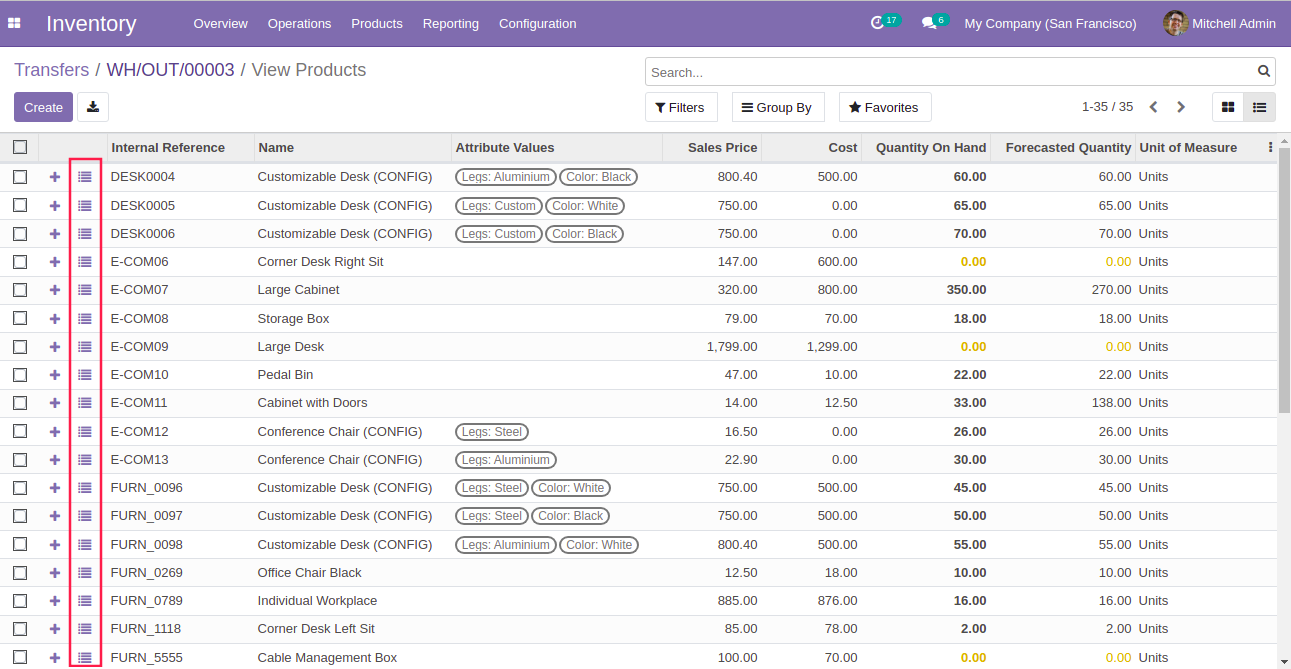 Inventory Overview Operations Products Reporting Configuration 17 6 My Company (San Francisco) Mitchell Admin
Transfers / WH/OUT/00003 / View Products Search...
Create Filters Group By Favorites 1-35 / 35
Internal Reference Name Attribute Values Sales Price Cost Quantity On Hand Forecasted Quantity Unit of Measure
DESK0004 Customizable Desk (CONFIG) Legs: Aluminium Color: Black 800.40 500.00 60.00 60.00 Units
DESK0005 Customizable Desk (CONFIG) Legs: Custom Color: White 750.00 0.00 65.00 65.00 Units
DESK0006 Customizable Desk (CONFIG) Legs: Custom Color: Black 750.00 0.00 70.00 70.00 Units
E-COM06 Corner Desk Right Sit 147.00 600.00 0.00 0.00 Units
E-COM07 Large Cabinet 320.00 800.00 350.00 270.00 Units
E-COM08 Storage Box 79.00 70.00 18.00 18.00 Units
E-COM09 Large Desk 1,799.00 1,299.00 0.00 0.00 Units
E-COM10 Pedal Bin 47.00 10.00 22.00 22.00 Units
E-COM11 Cabinet with Doors 14.00 12.50 33.00 138.00 Units
E-COM12 Conference Chair (CONFIG) Legs: Steel 16.50 0.00 26.00 26.00 Units
E-COM13 Conference Chair (CONFIG) Legs: Aluminium 22.90 0.00 30.00 30.00 Units
FURN_0096 Customizable Desk (CONFIG) Legs: Steel Color: White 750.00 500.00 45.00 45.00 Units
FURN_0097 Customizable Desk (CONFIG) Legs: Steel Color: Black 750.00 500.00 50.00 50.00 Units
FURN_0098 Customizable Desk (CONFIG) Legs: Aluminium Color: White 800.40 500.00 55.00 55.00 Units
FURN_0269 Office Chair Black 12.50 18.00 10.00 10.00 Units
FURN_0789 Individual Workplace 885.00 876.00 16.00 16.00 Units
FURN_1118 Corner Desk Left Sit 85.00 78.00 2.00 2.00 Units
FURN_5555 Cable Management Box 100.00 70.00 0.00 0.00 Units